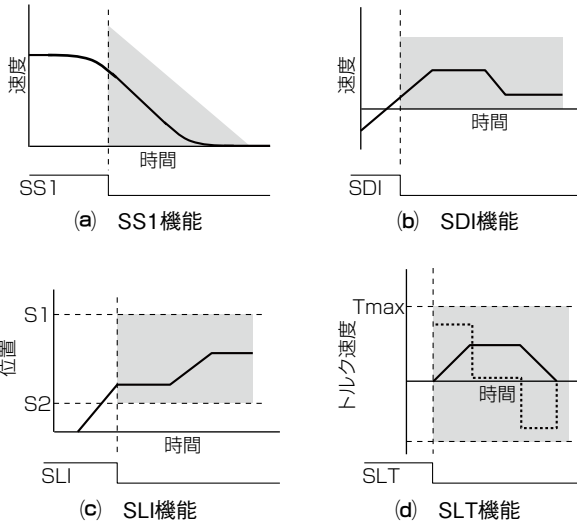 速度
時間
SS1
(a) SS1機能
速度
時間
SDI
(b) SDI機能
S1
位置
S2
時間
SLI
(c) SLI機能
Tmax
トルク速度
時間
SLT
(d) SLT機能